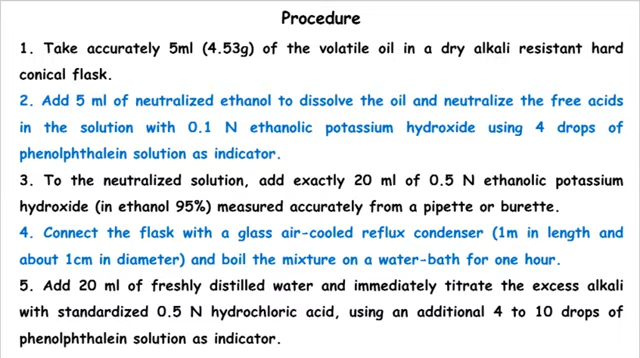 Procedure
1. Take accurately 5ml (4.53g) of the volatile oil in a dry alkali resistant hard
conical flask.
2. Add 5 ml of neutralized ethanol to dissolve the oil and neutralize the free acids
in the solution with 0.1 N ethanolic potassium hydroxide using 4 drops of
phenolphthalein solution as indicator.
3. To the neutralized solution, add exactly 20 ml of 0.5 N ethanolic potassium
hydroxide (in ethanol 95%) measured accurately from a pipette or burette.
4. Connect the flask with a glass air-cooled reflux condenser (1m in length and
about 1cm in diameter) and boil the mixture on a water-bath for one hour.
5. Add 20 ml of freshly distilled water and immediately titrate the excess alkali
with standardized 0.5 N hydrochloric acid, using an additional 4 to 10 drops of
phenolphthalein solution as indicator.